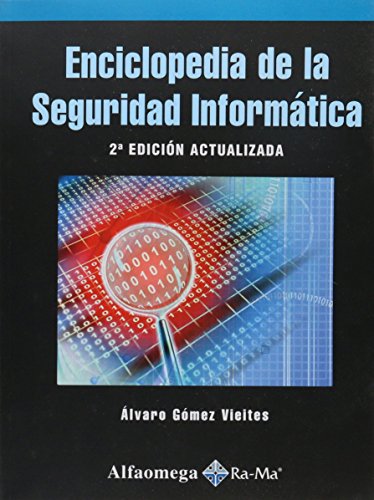 Enciclopedia de la
Seguridad Informática
2ª EDICIÓN ACTUALIZADA
Álvaro Gómez Vieites
Alfaomega Ra-Ma®